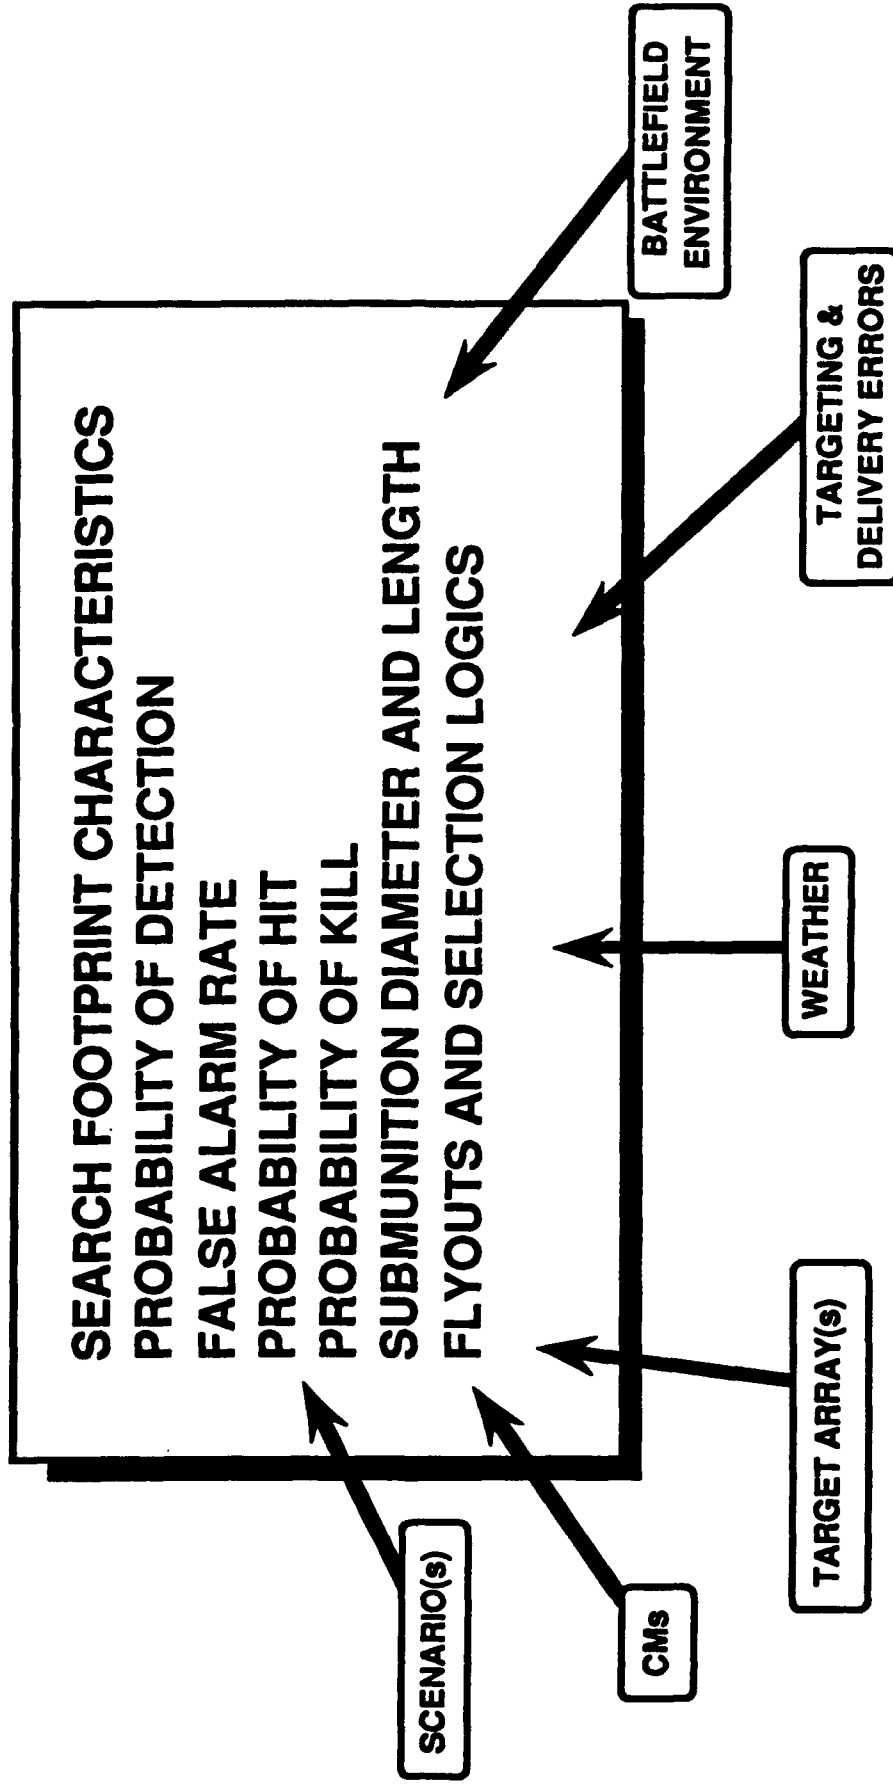 SEARCH FOOTPRINT CHARACTERISTICS
PROBABILITY OF DETECTION
FALSE ALARM RATE
PROBABILITY OF HIT
PROBABILITY OF KILL
SUBMUNITION DIAMETER AND LENGTH
FLYOUTS AND SELECTION LOGICS
SCENARIO(s)
CMs
TARGET ARRAY(s)
WEATHER
TARGETING &
DELIVERY ERRORS
BATTLEFIELD
ENVIRONMENT